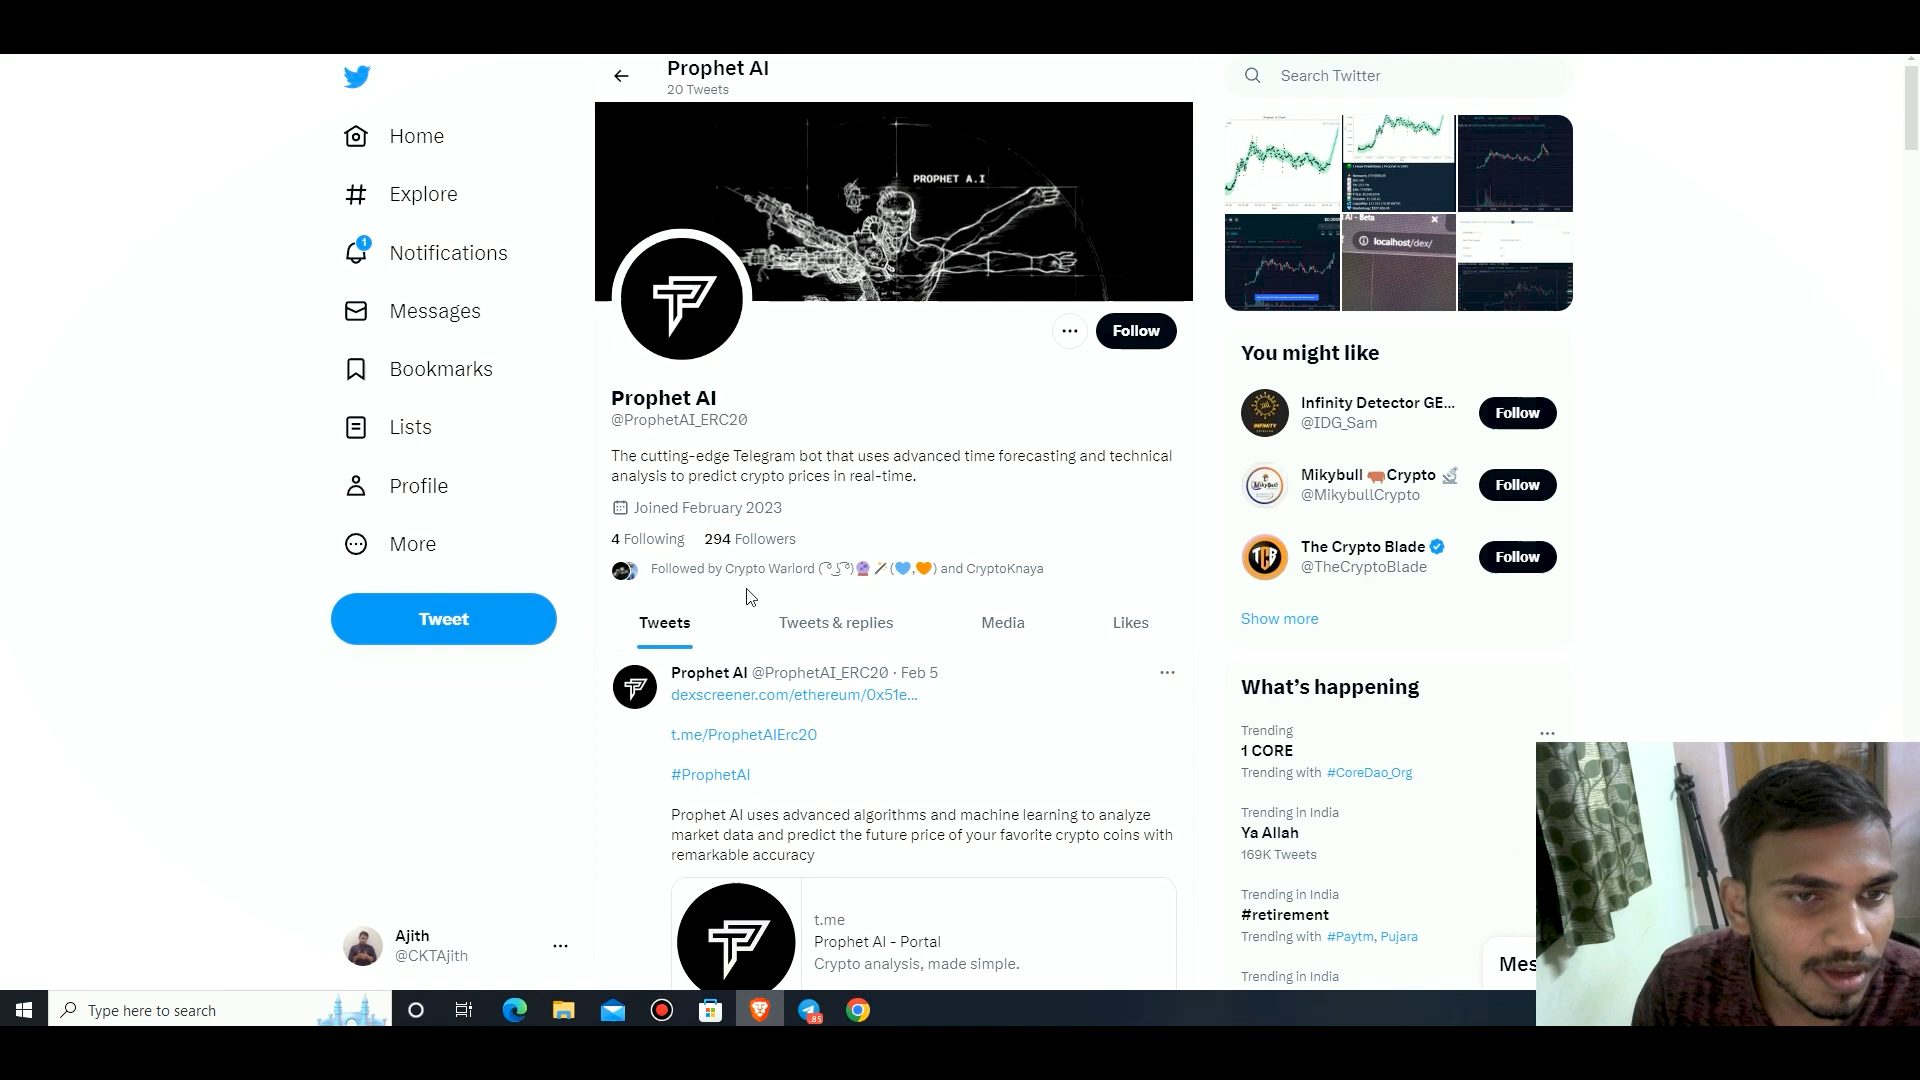 Prophet AI
20 Tweets
Search Twitter
Home
Explore
1
Notifications
Messages
Bookmarks
Lists
Profile
More
Tweet
Ajith
@CKTAjith
PROPHET A.I
Follow
Prophet AI
@ProphetAI_ERC20
The cutting-edge Telegram bot that uses advanced time forecasting and technical
analysis to predict crypto prices in real-time.
Joined February 2023
4 Following 294 Followers
Followed by Crypto Warlord ( ͡° ͜ʖ ͡°)🔮🪄(💙,🧡) and CryptoKnaya
Tweets Tweets & replies Media Likes
Prophet AI @ProphetAI_ERC20 · Feb 5
dexscreener.com/ethereum/0x51e…
t.me/ProphetAIErc20
#ProphetAI
Prophet AI uses advanced algorithms and machine learning to analyze
market data and predict the future price of your favorite crypto coins with
remarkable accuracy
t.me
Prophet AI - Portal
Crypto analysis, made simple.
AI - Beta
localhost/dex/
You might like
Infinity Detector GE...
@IDG_Sam
Follow
Mikybull 🐂Crypto 🔬
@MikybullCrypto
Follow
The Crypto Blade
@TheCryptoBlade
Follow
Show more
What's happening
Trending
1 CORE
Trending with #CoreDao_Org
Trending in India
Ya Allah
169K Tweets
Trending in India
#retirement
Trending with #Paytm, Pujara
Trending in India
Mes
Type here to search
85